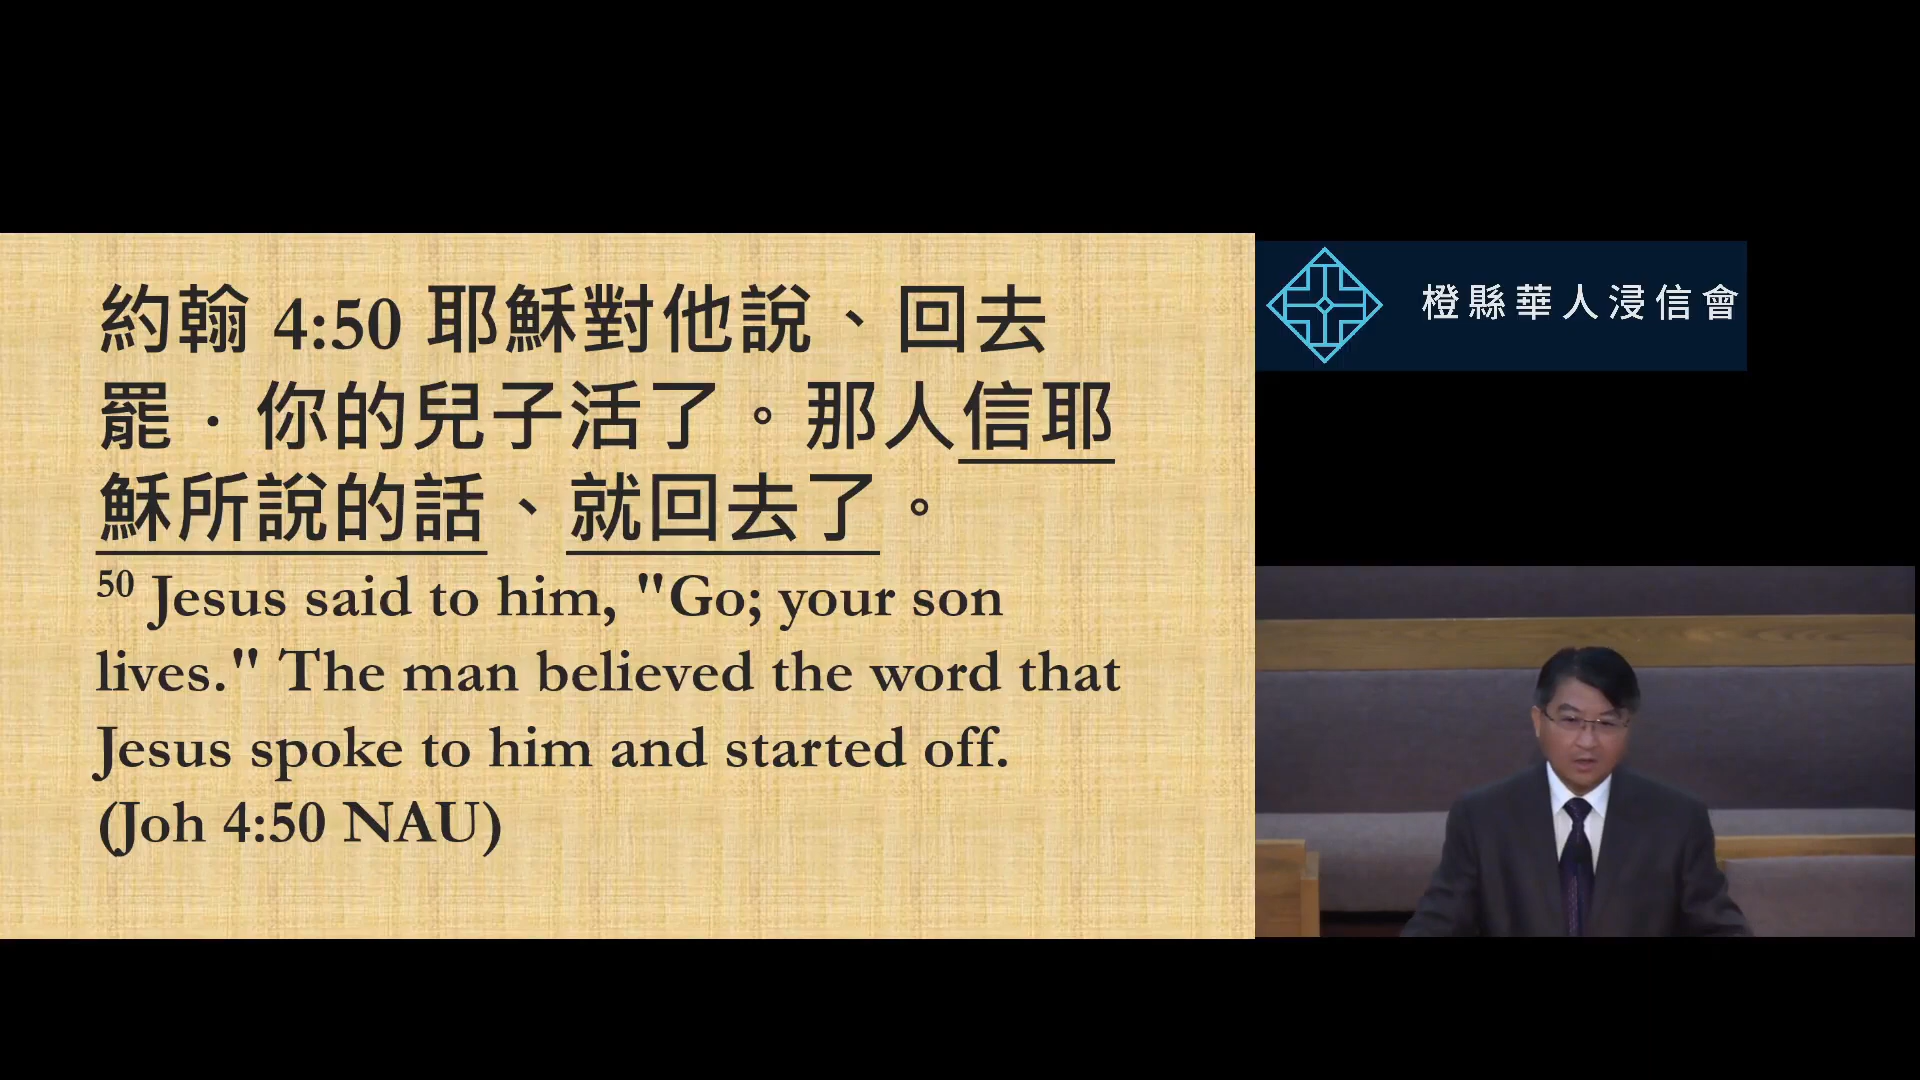 約翰 4:50 耶穌對他說、回去
罷．你的兒子活了。那人信耶
穌所說的話、就回去了。
50 Jesus said to him, "Go; your son
lives." The man believed the word that
Jesus spoke to him and started off.
(Joh 4:50 NAU)
橙縣華人浸信會